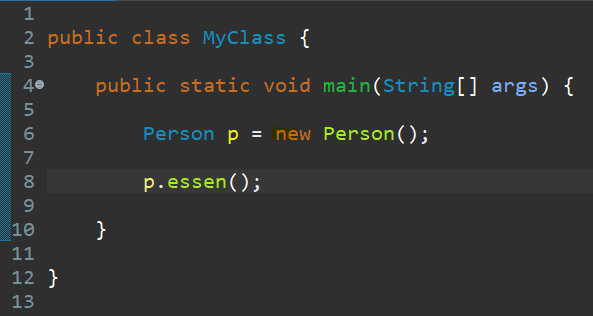 1
2 public class MyClass {
3
4 public static void main(String[] args) {
5
6 Person p = new Person();
7
8 p.essen();
9
10 }
11
12 }
13